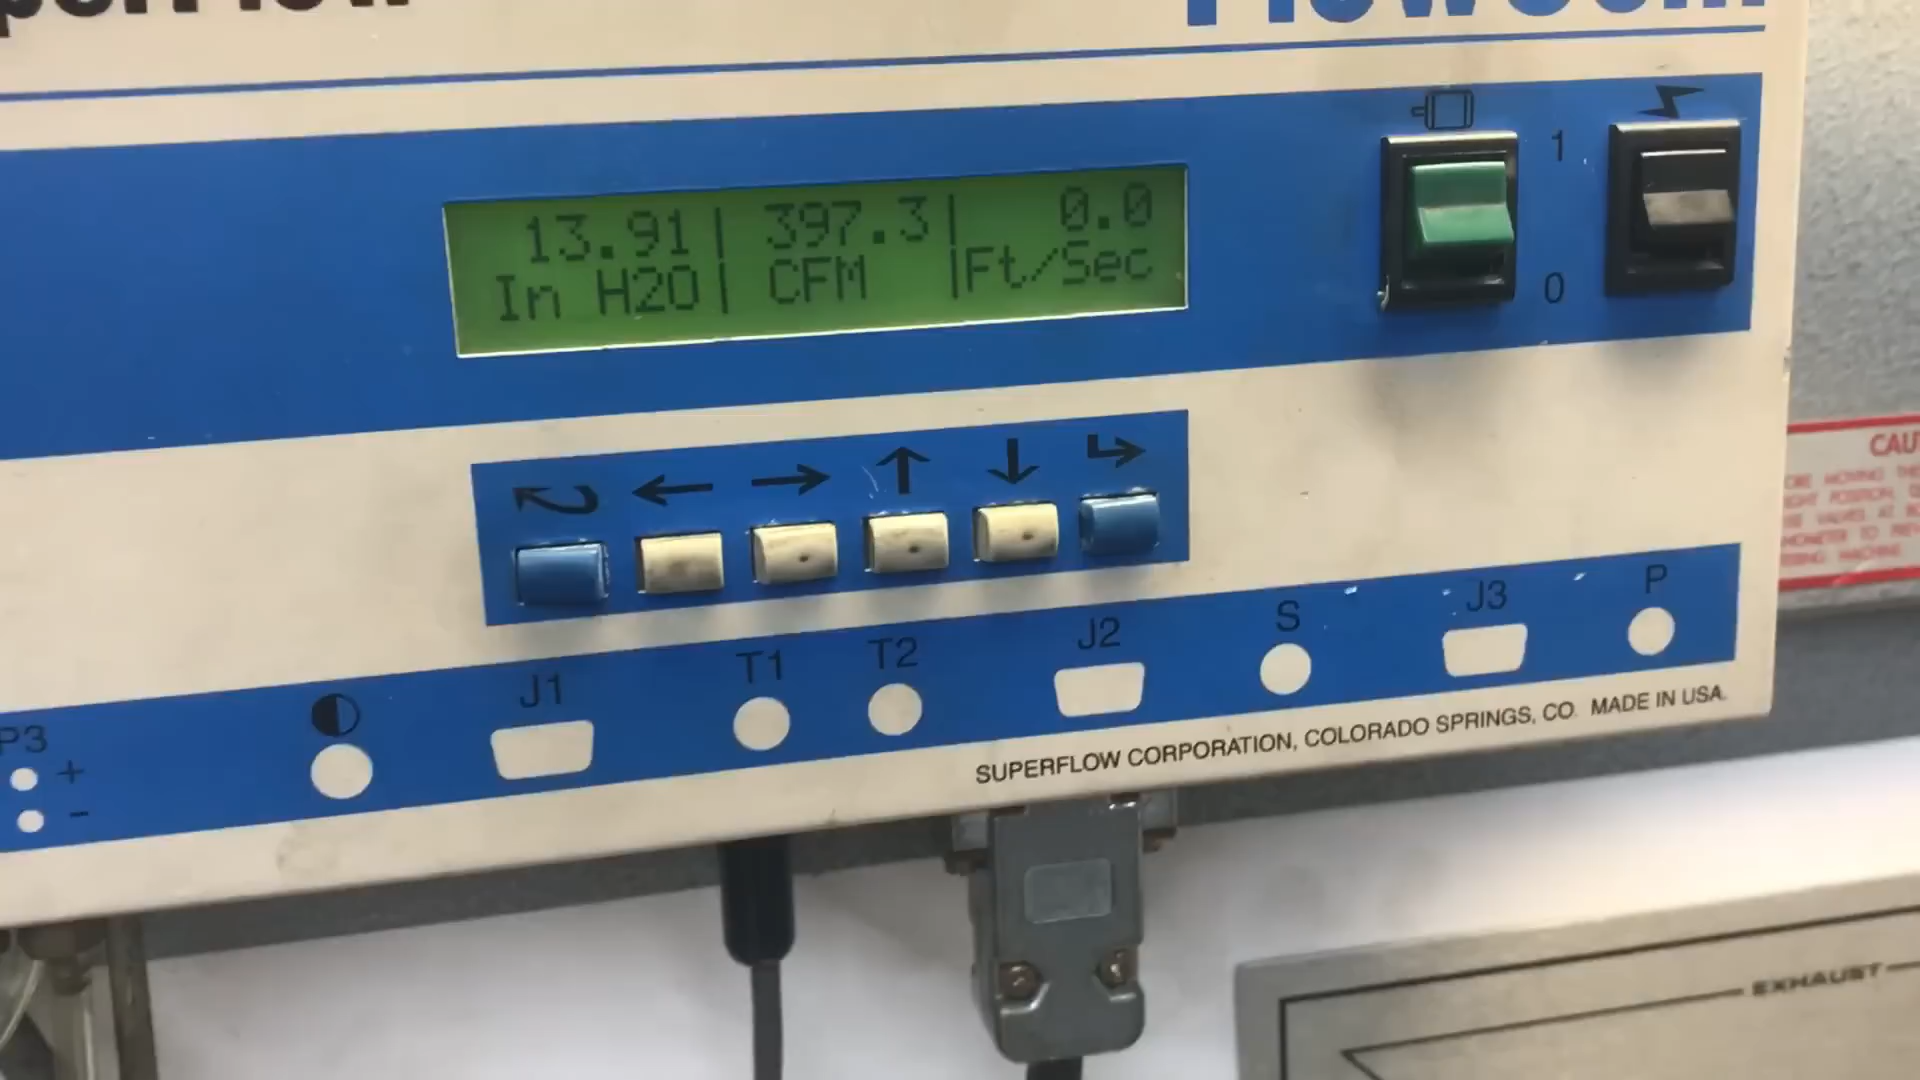 13.91| 397.3| 0.0
In H2O| CFM |Ft/Sec
1
0
P3
+
-
J1
T1
T2
J2
S
J3
P
SUPERFLOW CORPORATION, COLORADO SPRINGS, CO. MADE IN USA.
EXHAUST